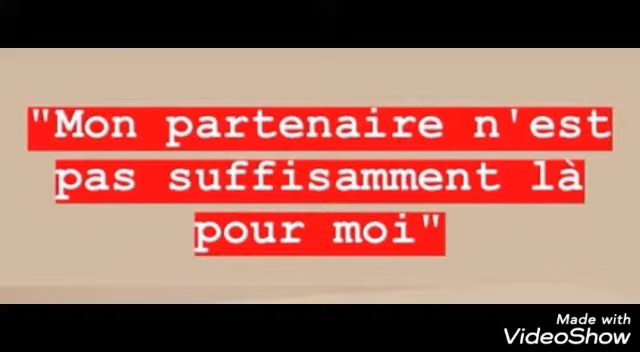 "Mon partenaire n'est
pas suffisamment là
pour moi"
Made with
VideoShow